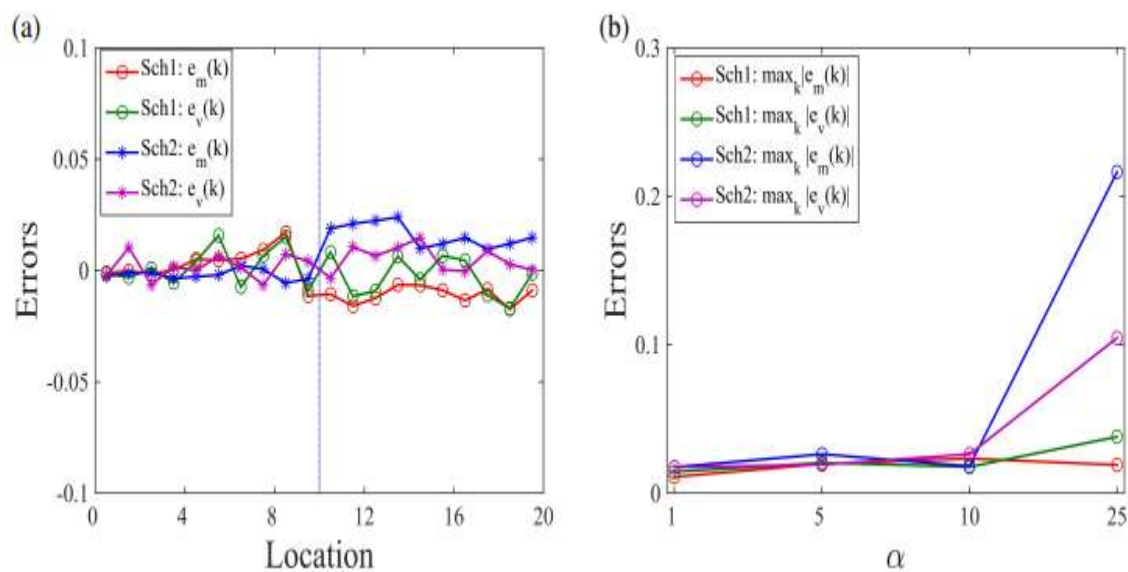 (a)
0.1
0.05
0
-0.05
-0.1
Errors
Sch1: e_m(k)
Sch1: e_v(k)
Sch2: e_m(k)
Sch2: e_v(k)
0
4
8
12
16
20
Location
(b)
0.3
0.2
0.1
0
Errors
Sch1: max_k|e_m(k)|
Sch1: max_k |e_v(k)|
Sch2: max_k |e_m(k)|
Sch2: max_k |e_v(k)|
1
5
10
25
α